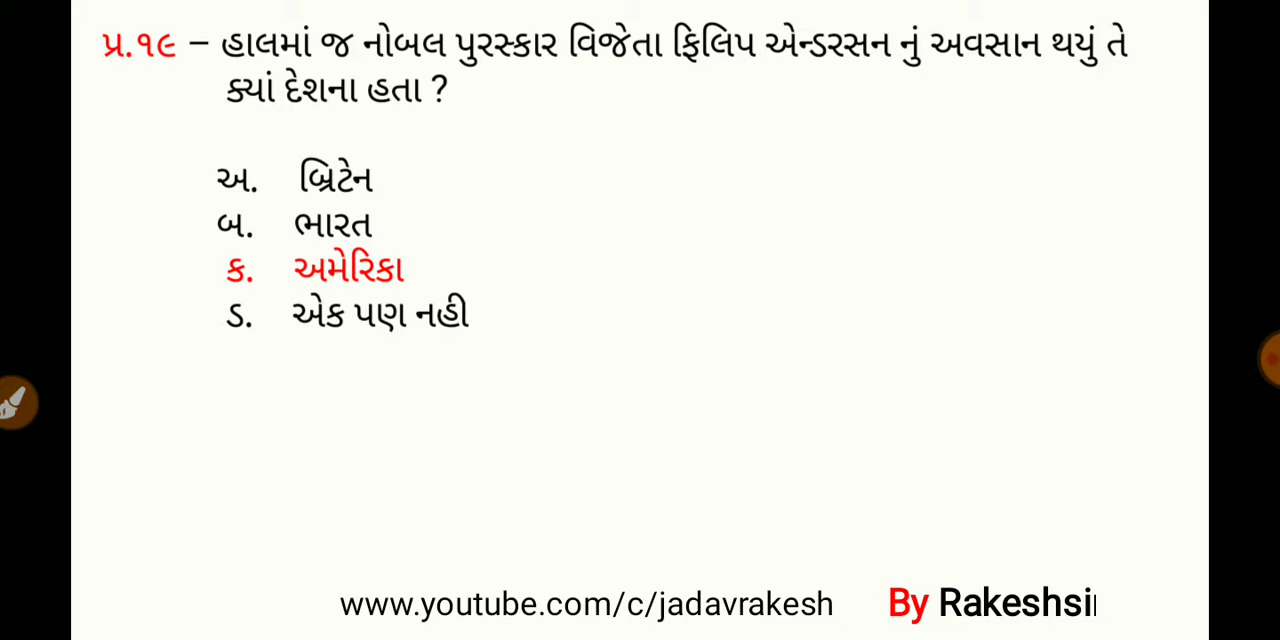 પ્ર.૧૯ – હાલમાં જ નોબલ પુરસ્કાર વિજેતા ફિલિપ એન્ડરસન નું અવસાન થયું તે
ક્યાં દેશના હતા ?
અ. બ્રિટેન
બ. ભારત
ક. અમેરિકા
ડ. એક પણ નહી
www.youtube.com/c/jadavrakesh By Rakeshsi